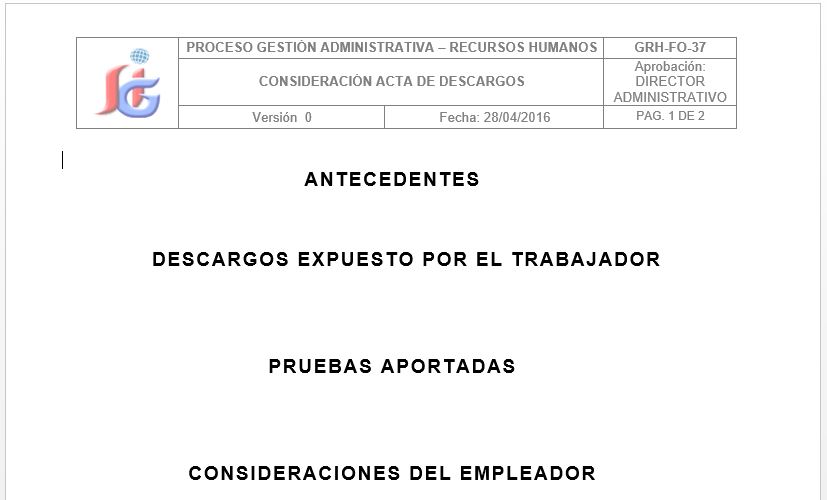 PROCESO GESTIÓN ADMINISTRATIVA – RECURSOS HUMANOS
GRH-FO-37
CONSIDERACIÓN ACTA DE DESCARGOS
Aprobación:
DIRECTOR
ADMINISTRATIVO
Versión 0
Fecha: 28/04/2016
PAG. 1 DE 2
ANTECEDENTES
DESCARGOS EXPUESTO POR EL TRABAJADOR
PRUEBAS APORTADAS
CONSIDERACIONES DEL EMPLEADOR